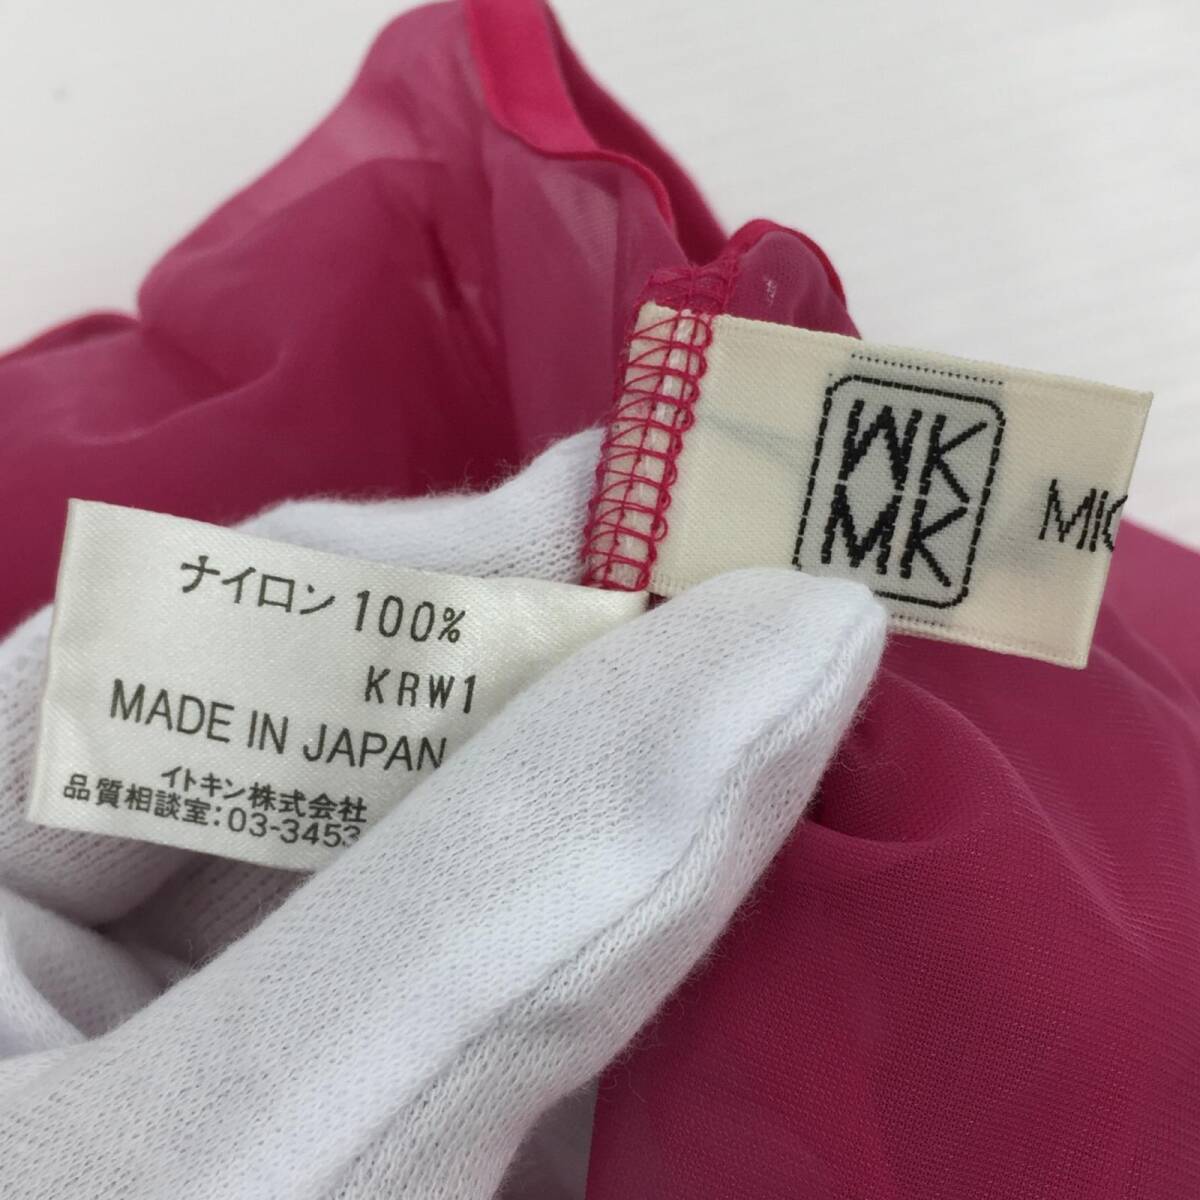 ナイロン 100%
KRW1
MADE IN JAPAN
イトキン株式会社
品質相談室:03-3453
MK
MK
MIC